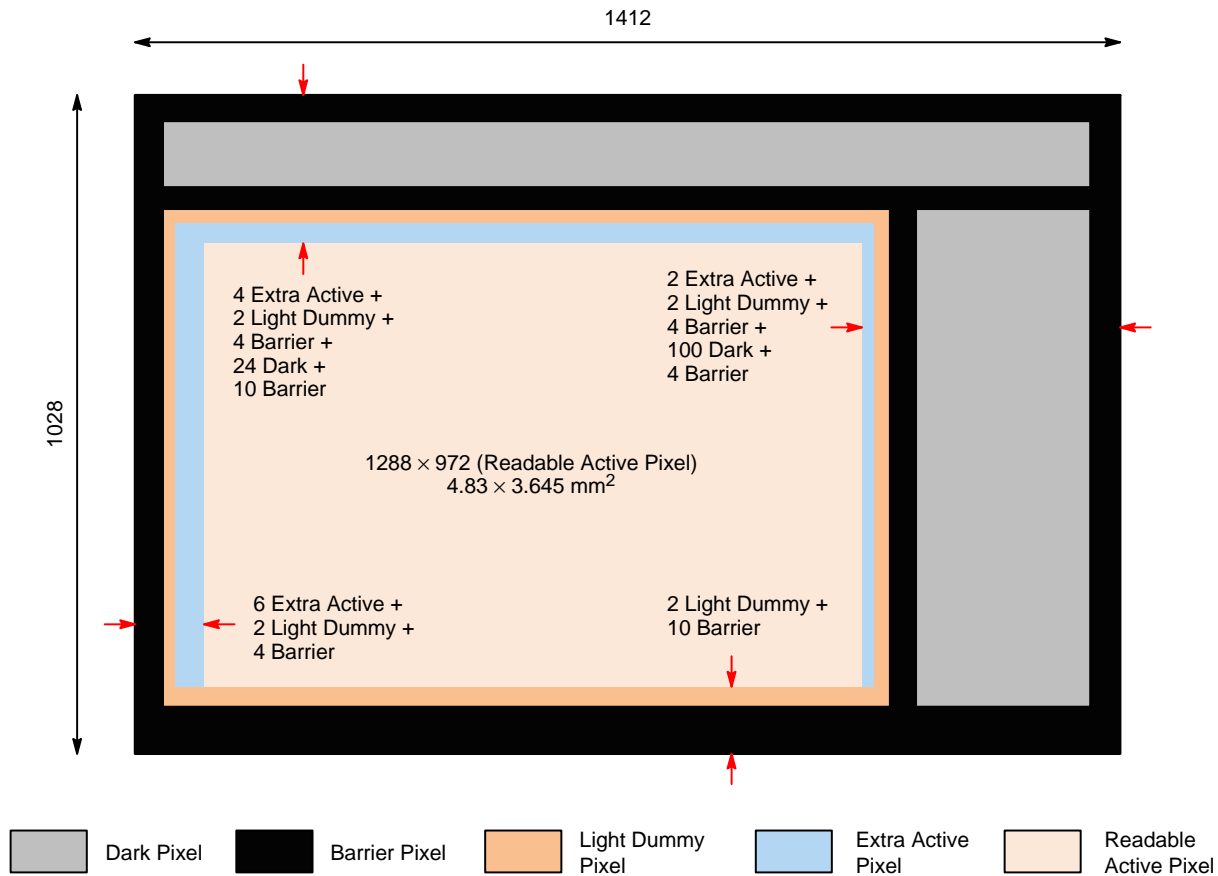 1412
1028
4 Extra Active +
2 Light Dummy +
4 Barrier +
24 Dark +
10 Barrier
2 Extra Active +
2 Light Dummy +
4 Barrier +
100 Dark +
4 Barrier
1288 × 972 (Readable Active Pixel)
4.83 × 3.645 mm²
6 Extra Active +
2 Light Dummy +
4 Barrier
2 Light Dummy +
10 Barrier
Dark Pixel
Barrier Pixel
Light Dummy
Pixel
Extra Active
Pixel
Readable
Active Pixel